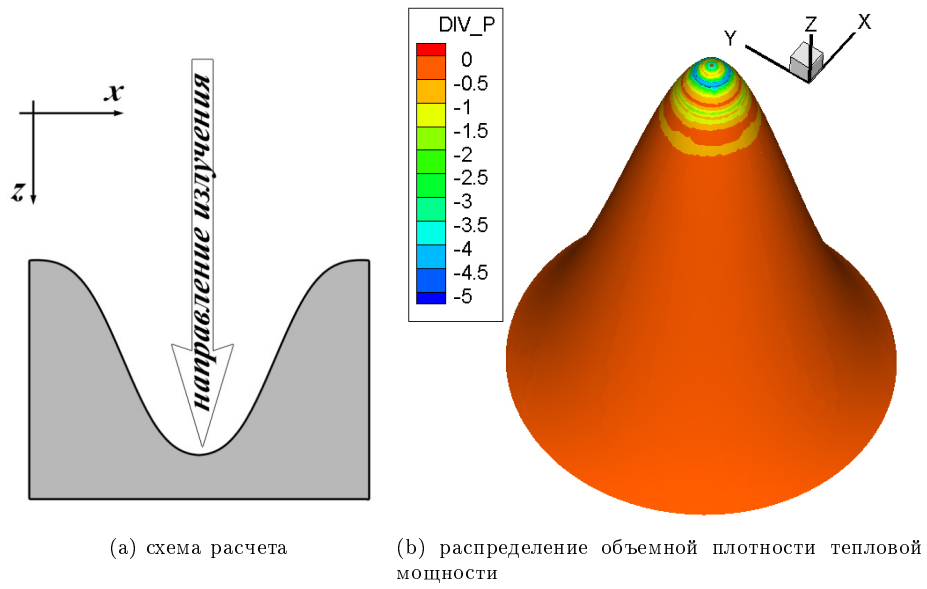 x
z
направление излучения
DIV_P
0
-0.5
-1
-1.5
-2
-2.5
-3
-3.5
-4
-4.5
-5
Y
Z
X
(a) схема расчета
(b) распределение объемной плотности тепловой
мощности